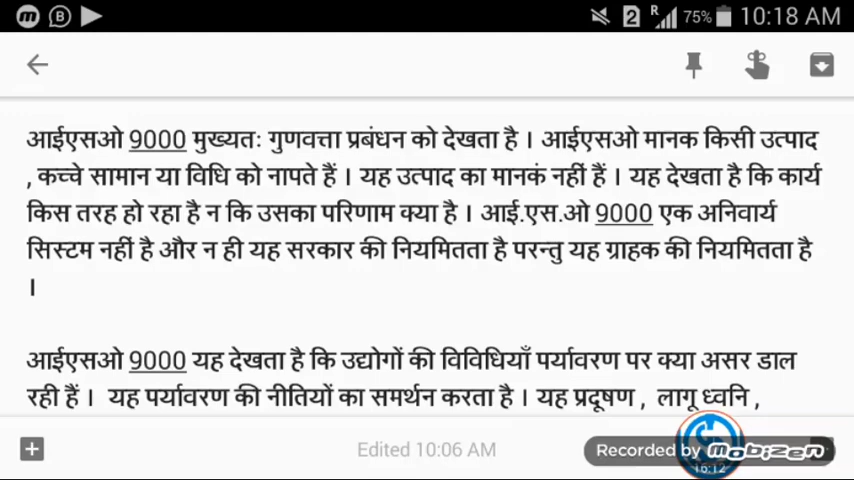 75% 10:18 AM
आईएसओ 9000 मुख्यतः गुणवत्ता प्रबंधन को देखता है । आईएसओ मानक किसी उत्पाद
, कच्चे सामान या विधि को नापते हैं । यह उत्पाद का मानकं नहीं हैं । यह देखता है कि कार्य
किस तरह हो रहा है न कि उसका परिणाम क्या है । आई.एस.ओ 9000 एक अनिवार्य
सिस्टम नहीं है और न ही यह सरकार की नियमितता है परन्तु यह ग्राहक की नियमितता है
।
आईएसओ 9000 यह देखता है कि उद्योगों की विविधियाँ पर्यावरण पर क्या असर डाल
रही हैं । यह पर्यावरण की नीतियों का समर्थन करता है । यह प्रदूषण , लागू ध्वनि ,
Edited 10:06 AM
Recorded by mobizen
16:12